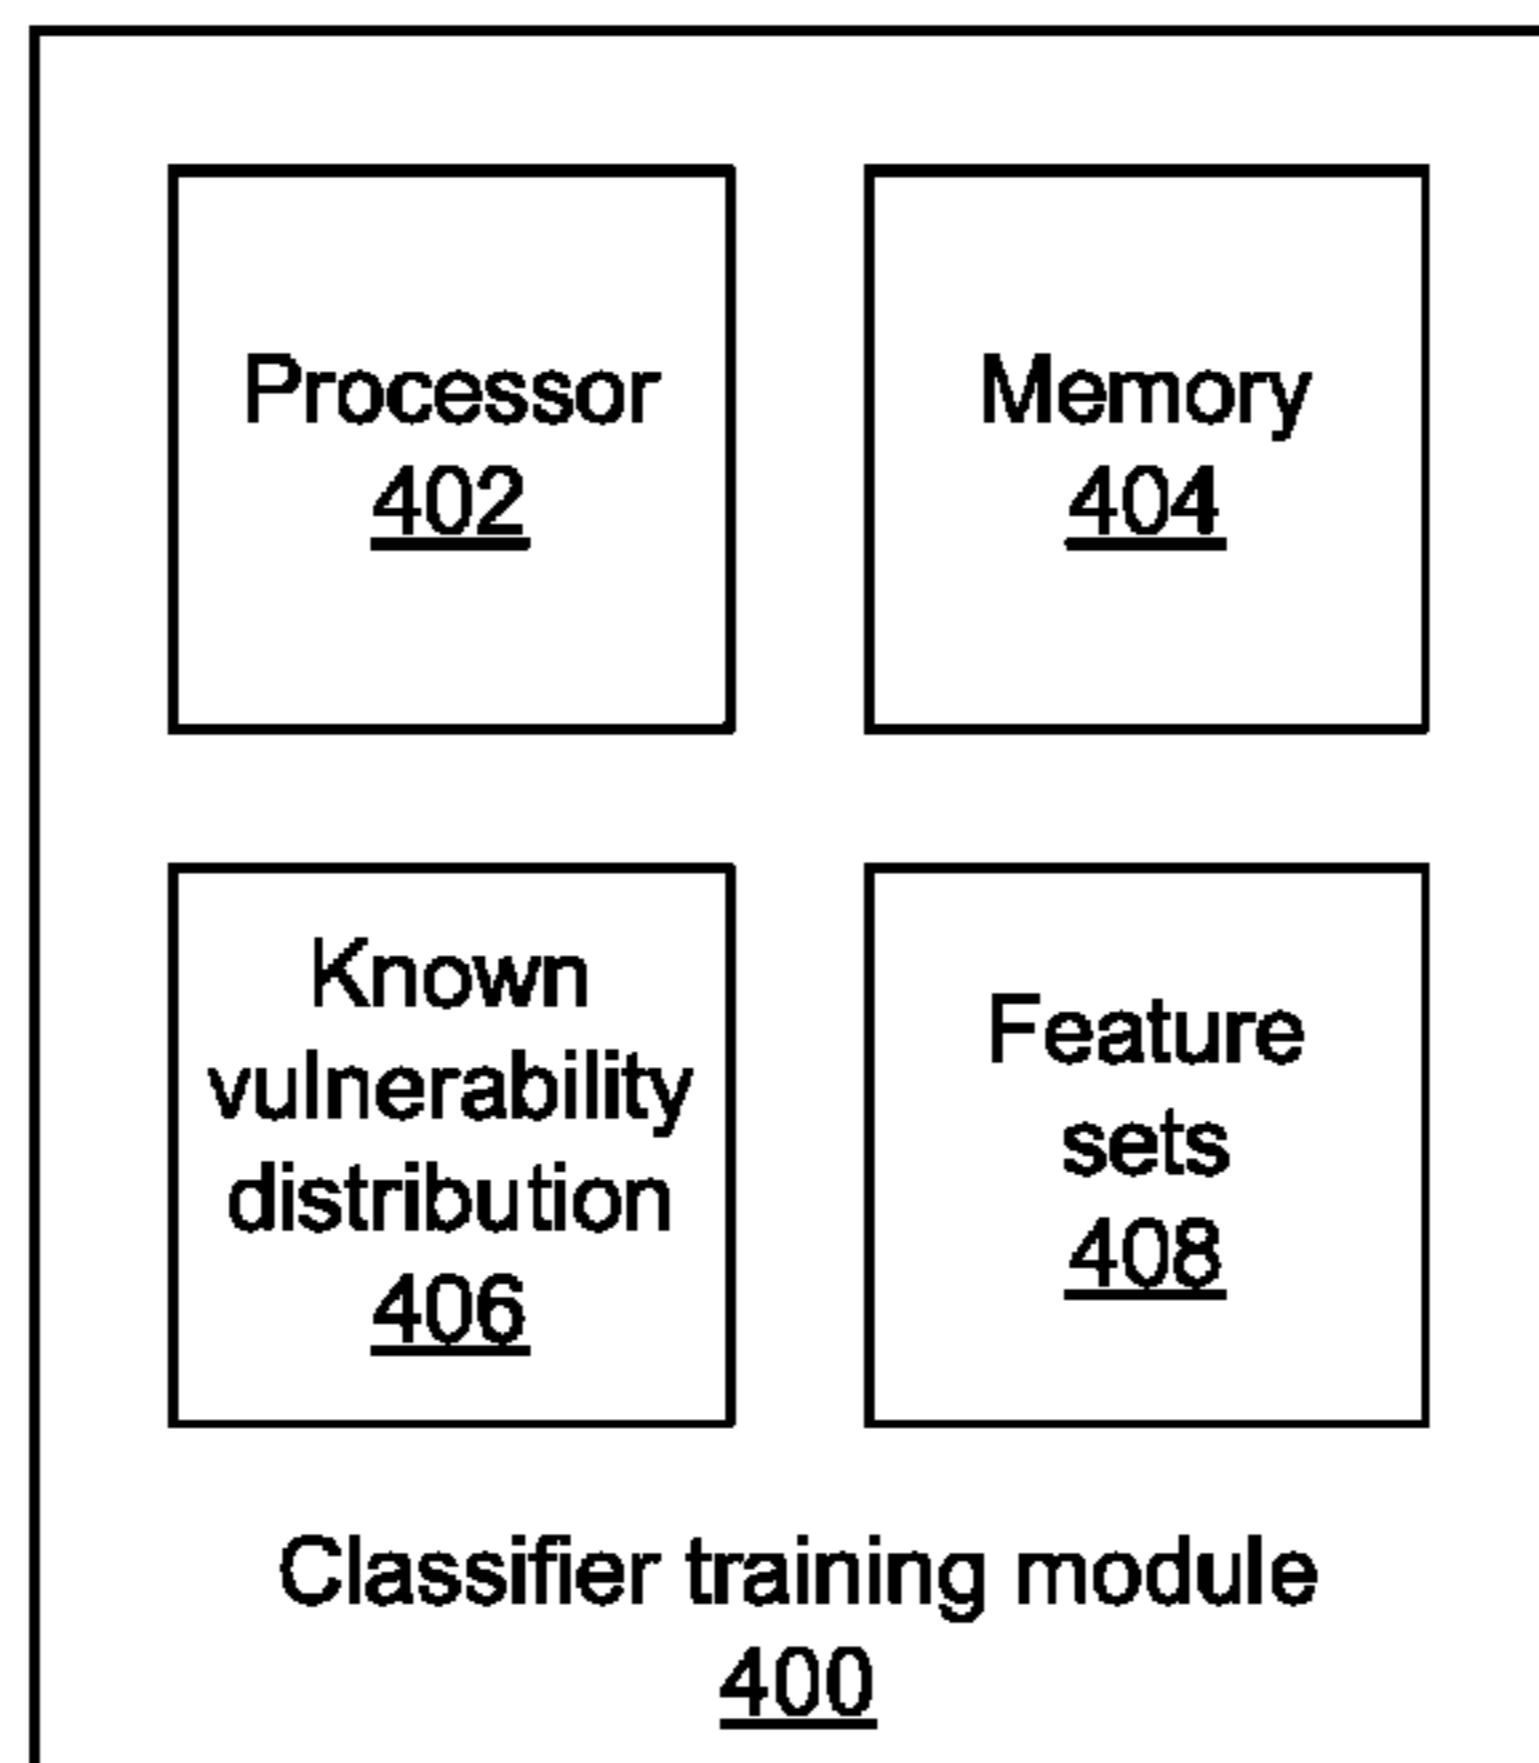 Processor
402
Memory
404
Known
vulnerability
distribution
406
Feature
sets
408
Classifier training module
400